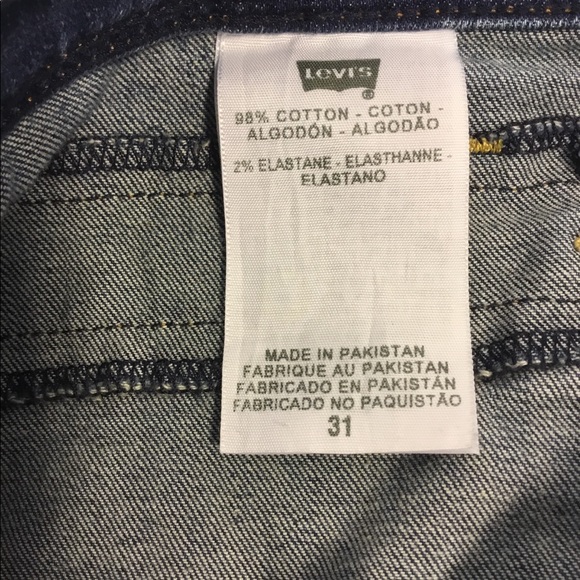 LEVI'S
®
98% COTTON - COTON -
ALGODÓN - ALGODÃO
2% ELASTANE - ELASTHANNE -
ELASTANO
MADE IN PAKISTAN
FABRIQUE AU PAKISTAN
FABRICADO EN PAKISTÁN
FABRICADO NO PAQUISTÃO
31